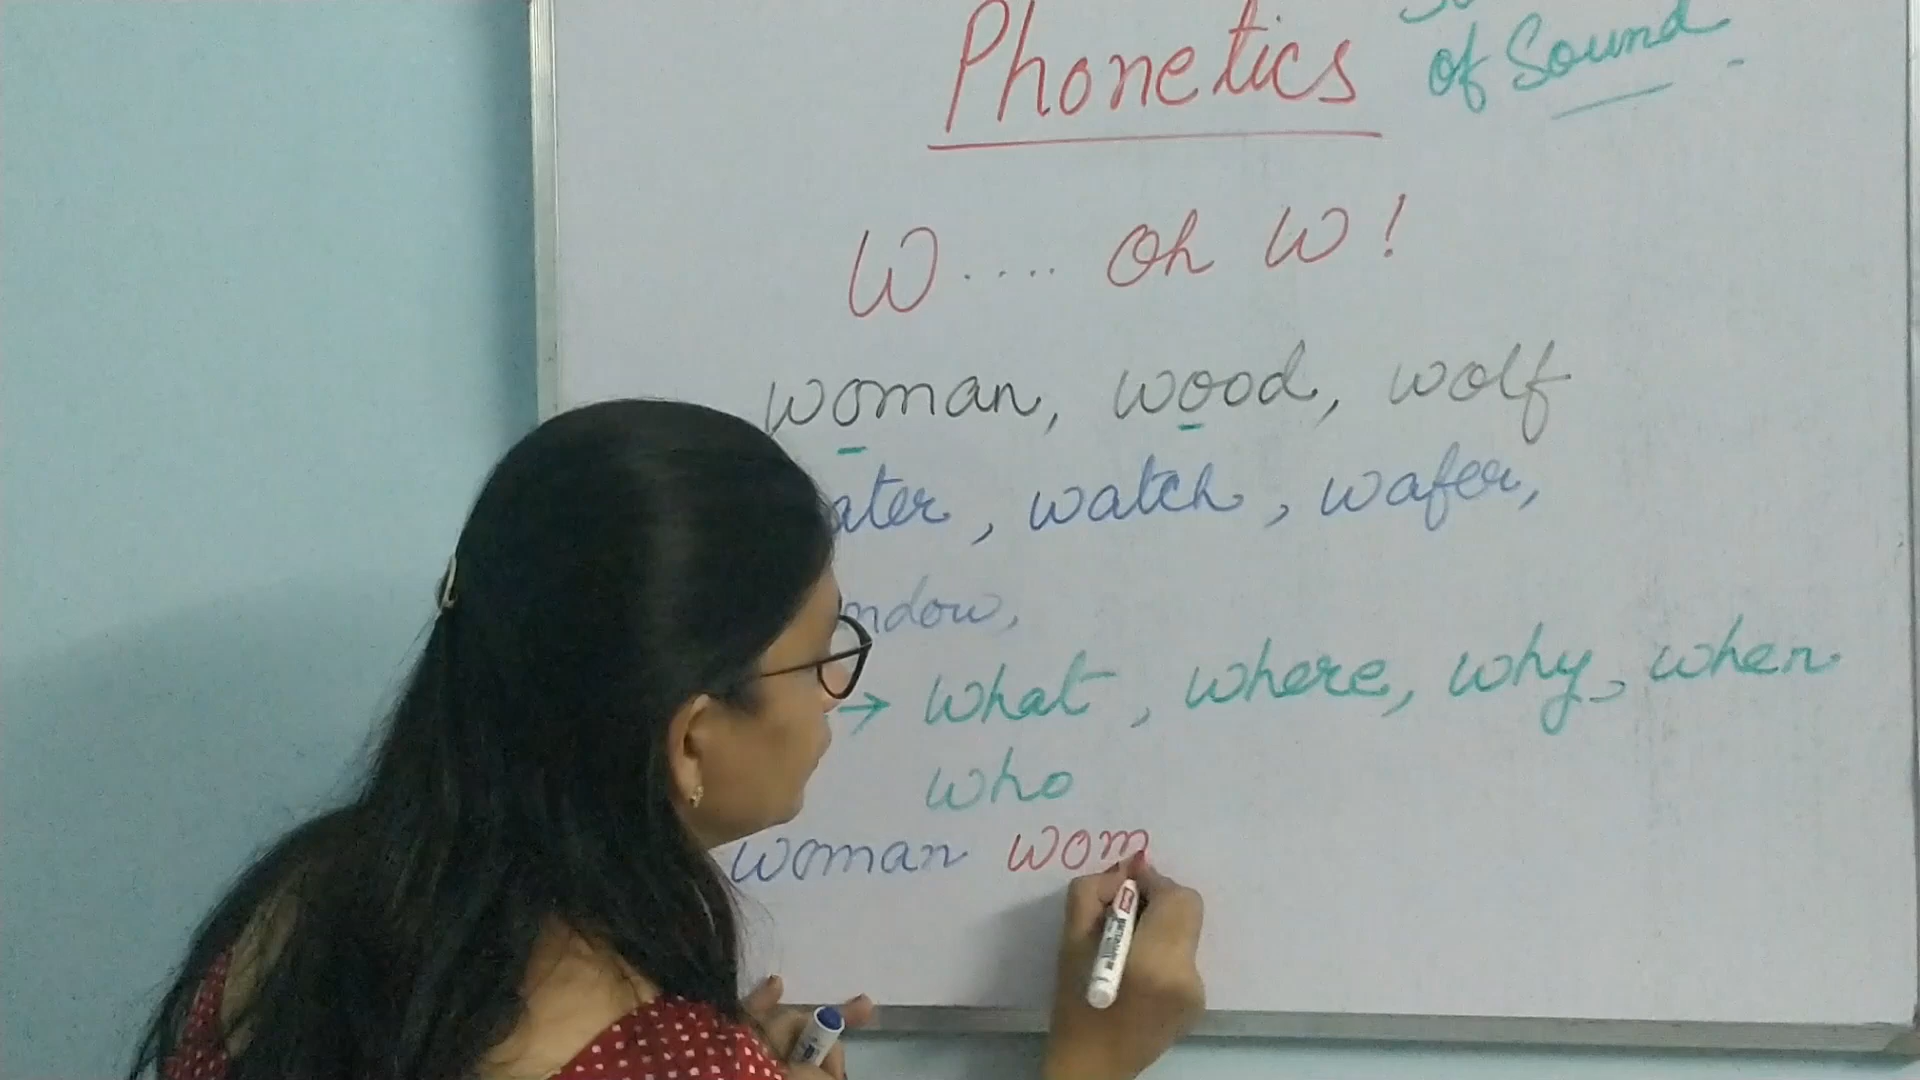 Phonetics of Sound
W .... Oh W!
woman, wood, wolf
ater, watch, wafer,
ndow,
→ what, where, why, when
who
woman wom